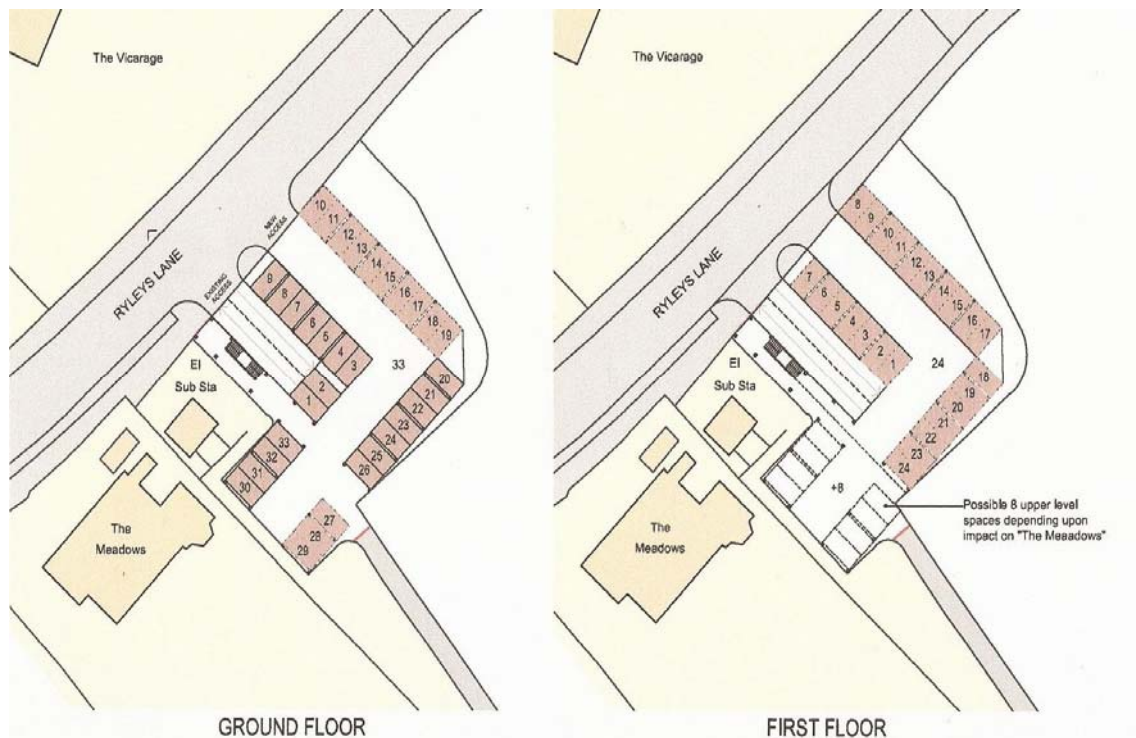 The Vicarage
RYLEYS LANE
NEW
ACCESS
EXISTING
ACCESS
10
11
12
13
14
15
16
17
18
19
9
8
7
6
5
4
3
2
1
33
20
21
22
23
24
25
26
El
Sub Sta
33
32
31
30
27
28
29
The
Meadows
GROUND FLOOR
The Vicarage
RYLEYS LANE
8
9
10
11
12
13
14
15
16
17
7
6
5
4
3
2
1
24
18
19
20
21
22
23
24
El
Sub Sta
+8
Possible 8 upper level
spaces depending upon
impact on "The Meeadows"
The
Meadows
FIRST FLOOR